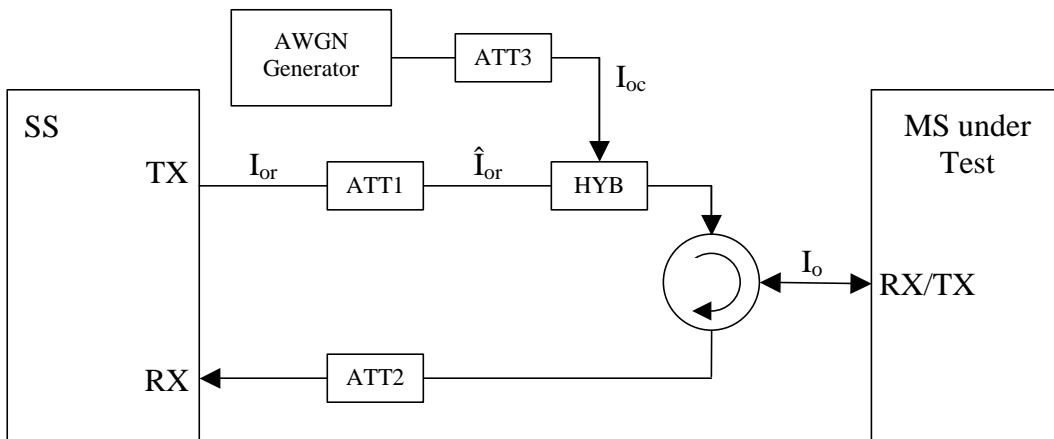 AWGN
Generator
ATT3
I_oc
SS
MS under
Test
TX
I_or
ATT1
Î_or
HYB
I_o
RX/TX
RX
ATT2